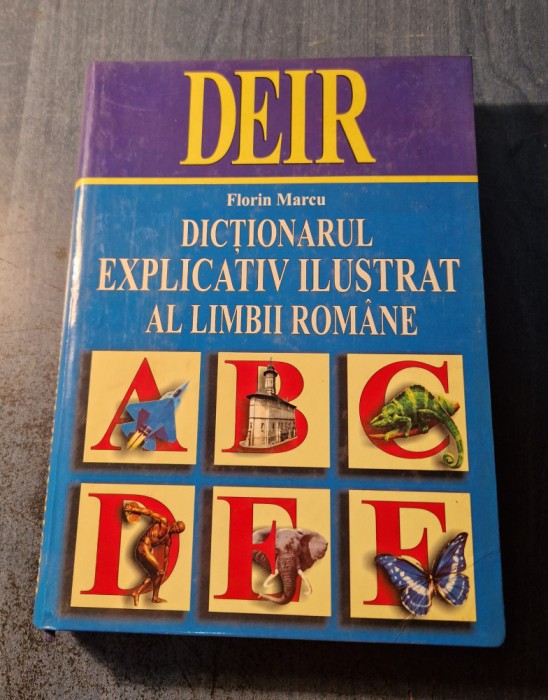 DEIR
Florin Marcu
DICȚIONARUL
EXPLICATIV ILUSTRAT
AL LIMBII ROMÂNE
A B C
D E F